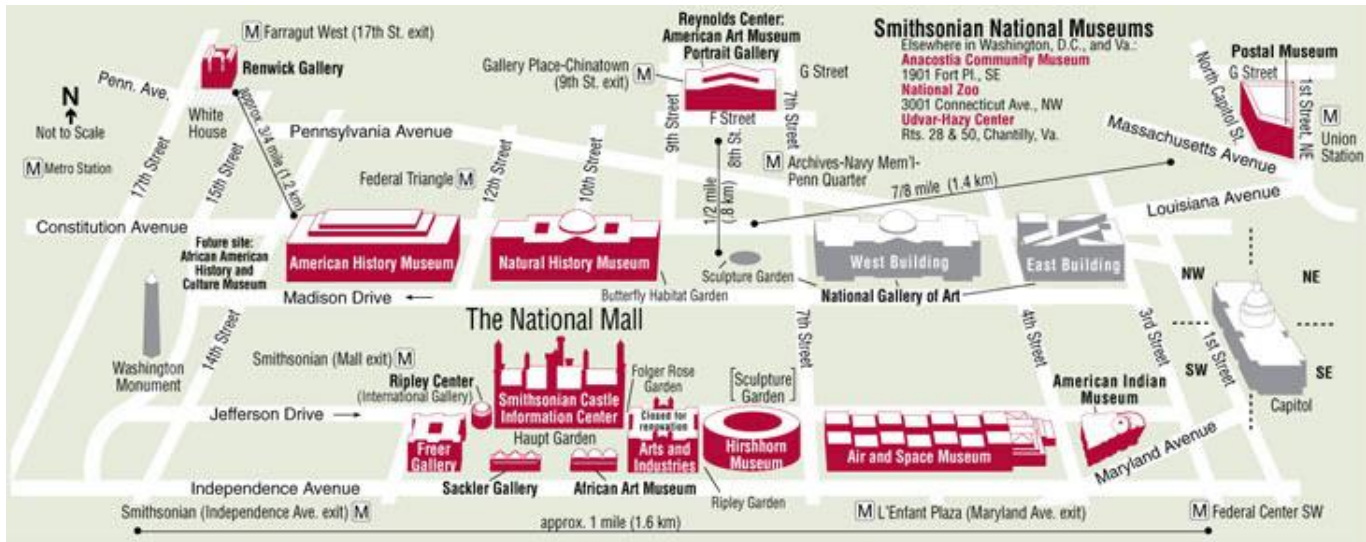 Smithsonian National Museums
Elsewhere in Washington, D.C., and Va.:
Anacostia Community Museum
1901 Fort Pl., SE
National Zoo
3001 Connecticut Ave., NW
Udvar-Hazy Center
Rts. 28 & 50, Chantilly, Va.
M Farragut West (17th St. exit)
Renwick Gallery
Penn. Ave.
N
Not to Scale
M Metro Station
White
House
approx. 3/4 mile (1.2 km)
17th Street
15th Street
Pennsylvania Avenue
Reynolds Center:
American Art Museum
Portrait Gallery
Gallery Place-Chinatown
(9th St. exit) M
G Street
F Street
9th Street
8th St.
7th Street
Postal Museum
G Street
North Capitol St.
1st Street, NE
M
Union
Station
Massachusetts Avenue
Louisiana Avenue
M Archives-Navy Mem'l-
Penn Quarter
7/8 mile (1.4 km)
1/2 mile
(.8 km)
Federal Triangle M
12th Street
10th Street
Constitution Avenue
Future site:
African American
History and
Culture Museum
American History Museum
Natural History Museum
Sculpture Garden
West Building
East Building
National Gallery of Art
Butterfly Habitat Garden
Madison Drive
NW
NE
SW
SE
Capitol
The National Mall
Washington
Monument
14th Street
7th Street
4th Street
3rd Street
1st Street
Smithsonian (Mall exit) M
Ripley Center
(International Gallery)
Smithsonian Castle
Information Center
Folger Rose
Garden
Sculpture
Garden
American Indian
Museum
Jefferson Drive
Freer
Gallery
Haupt Garden
Closed for
renovation
Arts and
Industries
Hirshhorn
Museum
Air and Space Museum
Maryland Avenue
Sackler Gallery
African Art Museum
Ripley Garden
Independence Avenue
Smithsonian (Independence Ave. exit) M
M L'Enfant Plaza (Maryland Ave. exit)
M Federal Center SW
approx. 1 mile (1.6 km)